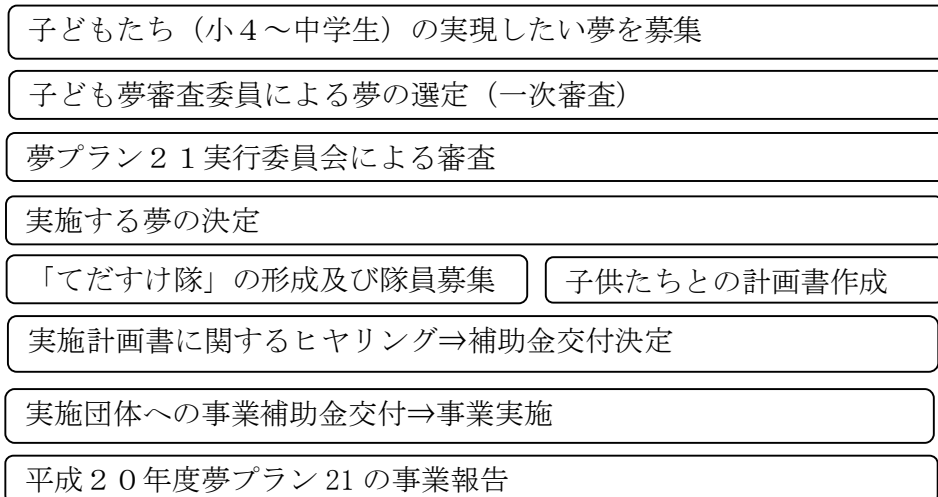 子どもたち（小４～中学生）の実現したい夢を募集
子ども夢審査委員による夢の選定（一次審査）
夢プラン２１実行委員会による審査
実施する夢の決定
「てだすけ隊」の形成及び隊員募集
子供たちとの計画書作成
実施計画書に関するヒヤリング⇒補助金交付決定
実施団体への事業補助金交付⇒事業実施
平成２０年度夢プラン21の事業報告